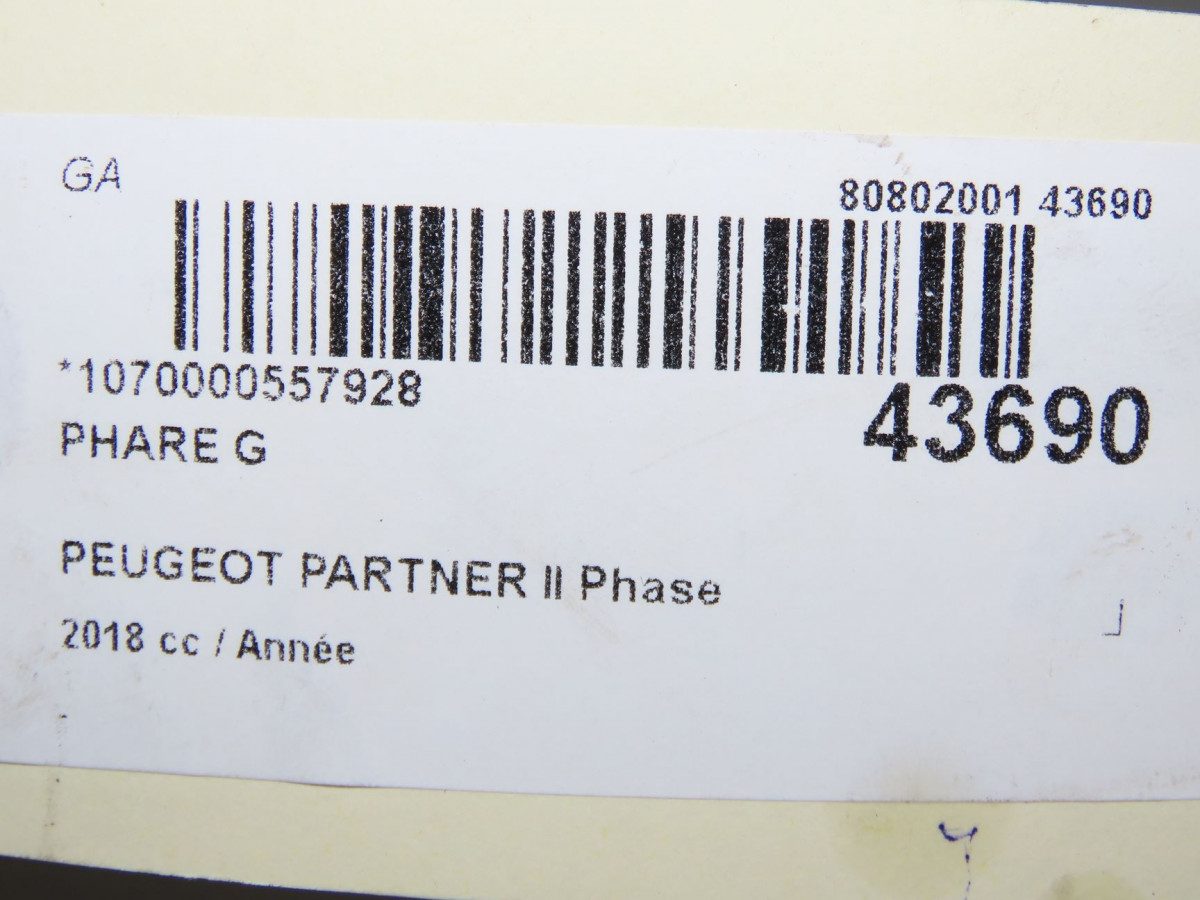 GA
80802001 43690
*1070000557928
43690
PHARE G
PEUGEOT PARTNER II Phase
2018 cc / Année